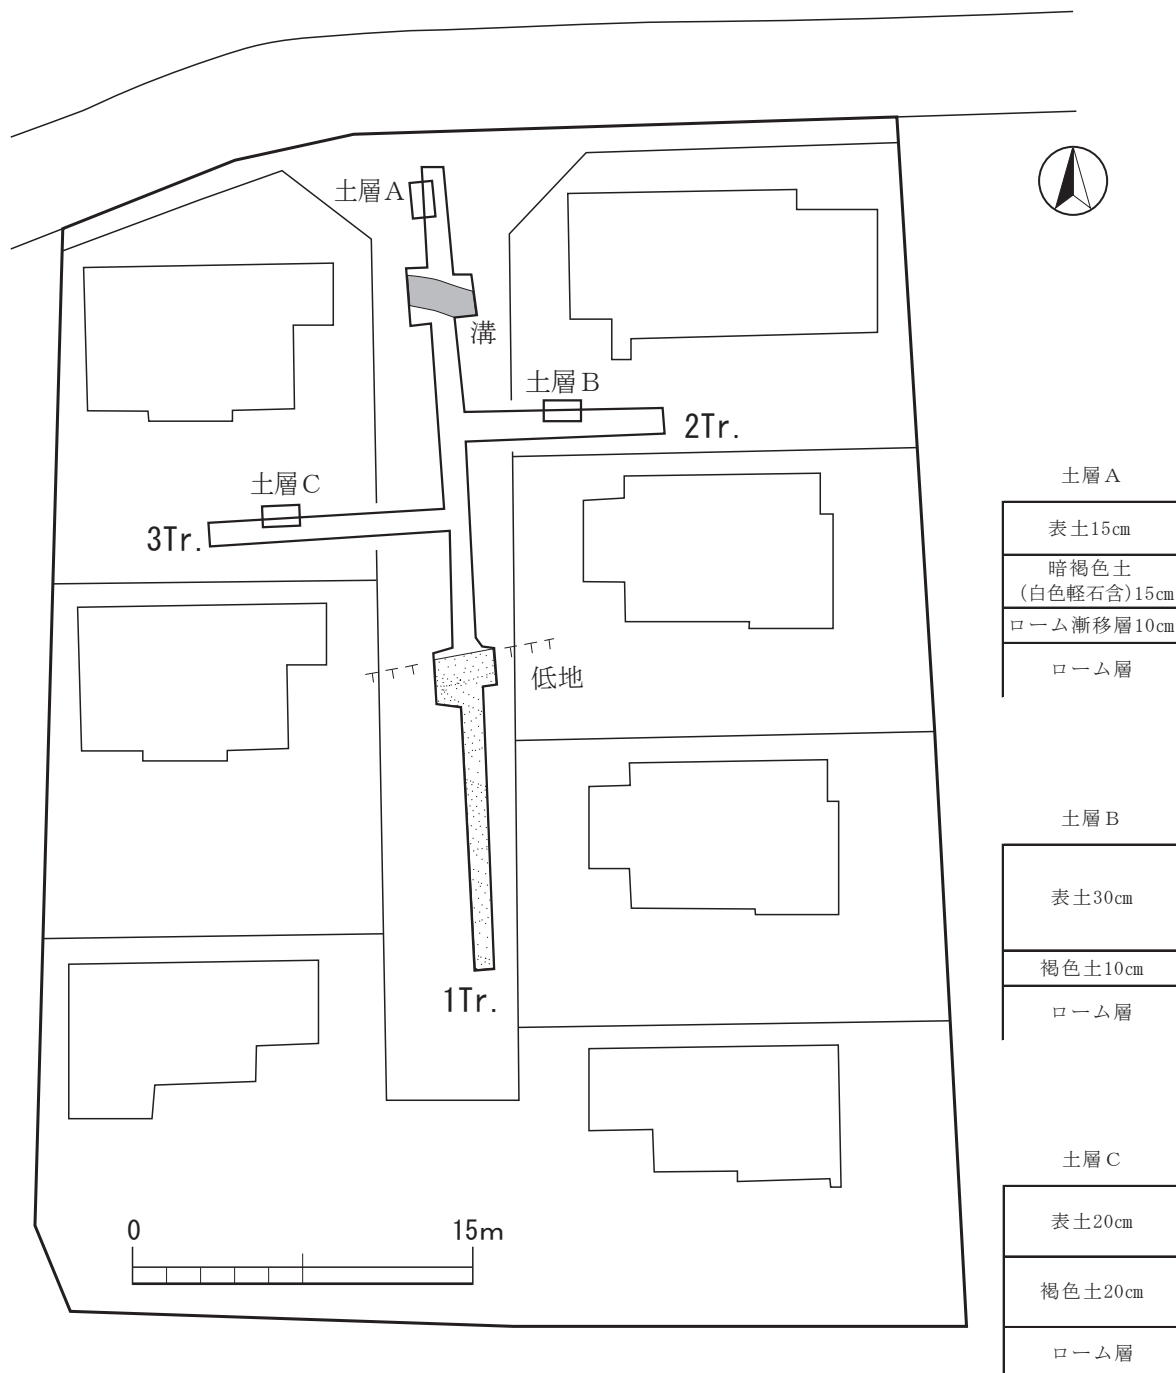 土層A
溝
土層B
2Tr.
土層C
3Tr.
低地
1Tr.
0 15m
土層A
表土15㎝
暗褐色土
(白色軽石含)15㎝
ローム漸移層10㎝
ローム層
土層B
表土30㎝
褐色土10㎝
ローム層
土層C
表土20㎝
褐色土20㎝
ローム層